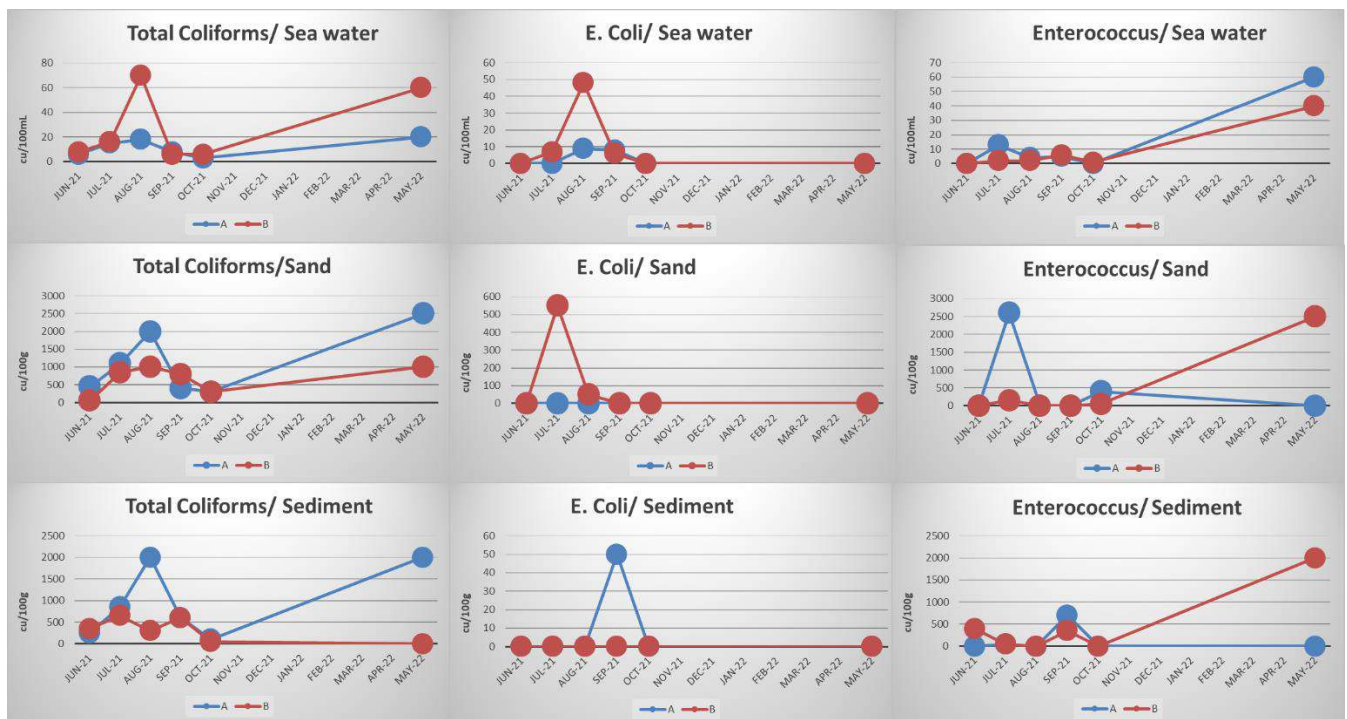 Total Coliforms/ Sea water
80
60
40
20
0
cu/100mL
JUN-21
JUL-21
AUG-21
SEP-21
OCT-21
NOV-21
DEC-21
JAN-22
FEB-22
MAR-22
APR-22
MAY-22
A B
E. Coli/ Sea water
60
50
40
30
20
10
0
cu/100mL
JUN-21
JUL-21
AUG-21
SEP-21
OCT-21
NOV-21
DEC-21
JAN-22
FEB-22
MAR-22
APR-22
MAY-22
A B
Enterococcus/ Sea water
70
60
50
40
30
20
10
0
cu/100mL
JUN-21
JUL-21
AUG-21
SEP-21
OCT-21
NOV-21
DEC-21
JAN-22
FEB-22
MAR-22
APR-22
MAY-22
A B
Total Coliforms/Sand
3000
2500
2000
1500
1000
500
0
cu/100g
JUN-21
JUL-21
AUG-21
SEP-21
OCT-21
NOV-21
DEC-21
JAN-22
FEB-22
MAR-22
APR-22
MAY-22
A B
E. Coli/ Sand
600
500
400
300
200
100
0
cu/100g
JUN-21
JUL-21
AUG-21
SEP-21
OCT-21
NOV-21
DEC-21
JAN-22
FEB-22
MAR-22
APR-22
MAY-22
A B
Enterococcus/ Sand
3000
2500
2000
1500
1000
500
0
cu/100g
JUN-21
JUL-21
AUG-21
SEP-21
OCT-21
NOV-21
DEC-21
JAN-22
FEB-22
MAR-22
APR-22
MAY-22
A B
Total Coliforms/ Sediment
2500
2000
1500
1000
500
0
cu/100g
JUN-21
JUL-21
AUG-21
SEP-21
OCT-21
NOV-21
DEC-21
JAN-22
FEB-22
MAR-22
APR-22
MAY-22
A B
E. Coli/ Sediment
60
50
40
30
20
10
0
cu/100g
JUN-21
JUL-21
AUG-21
SEP-21
OCT-21
NOV-21
DEC-21
JAN-22
FEB-22
MAR-22
APR-22
MAY-22
A B
Enterococcus/ Sediment
2500
2000
1500
1000
500
0
cu/100g
JUN-21
JUL-21
AUG-21
SEP-21
OCT-21
NOV-21
DEC-21
JAN-22
FEB-22
MAR-22
APR-22
MAY-22
A B